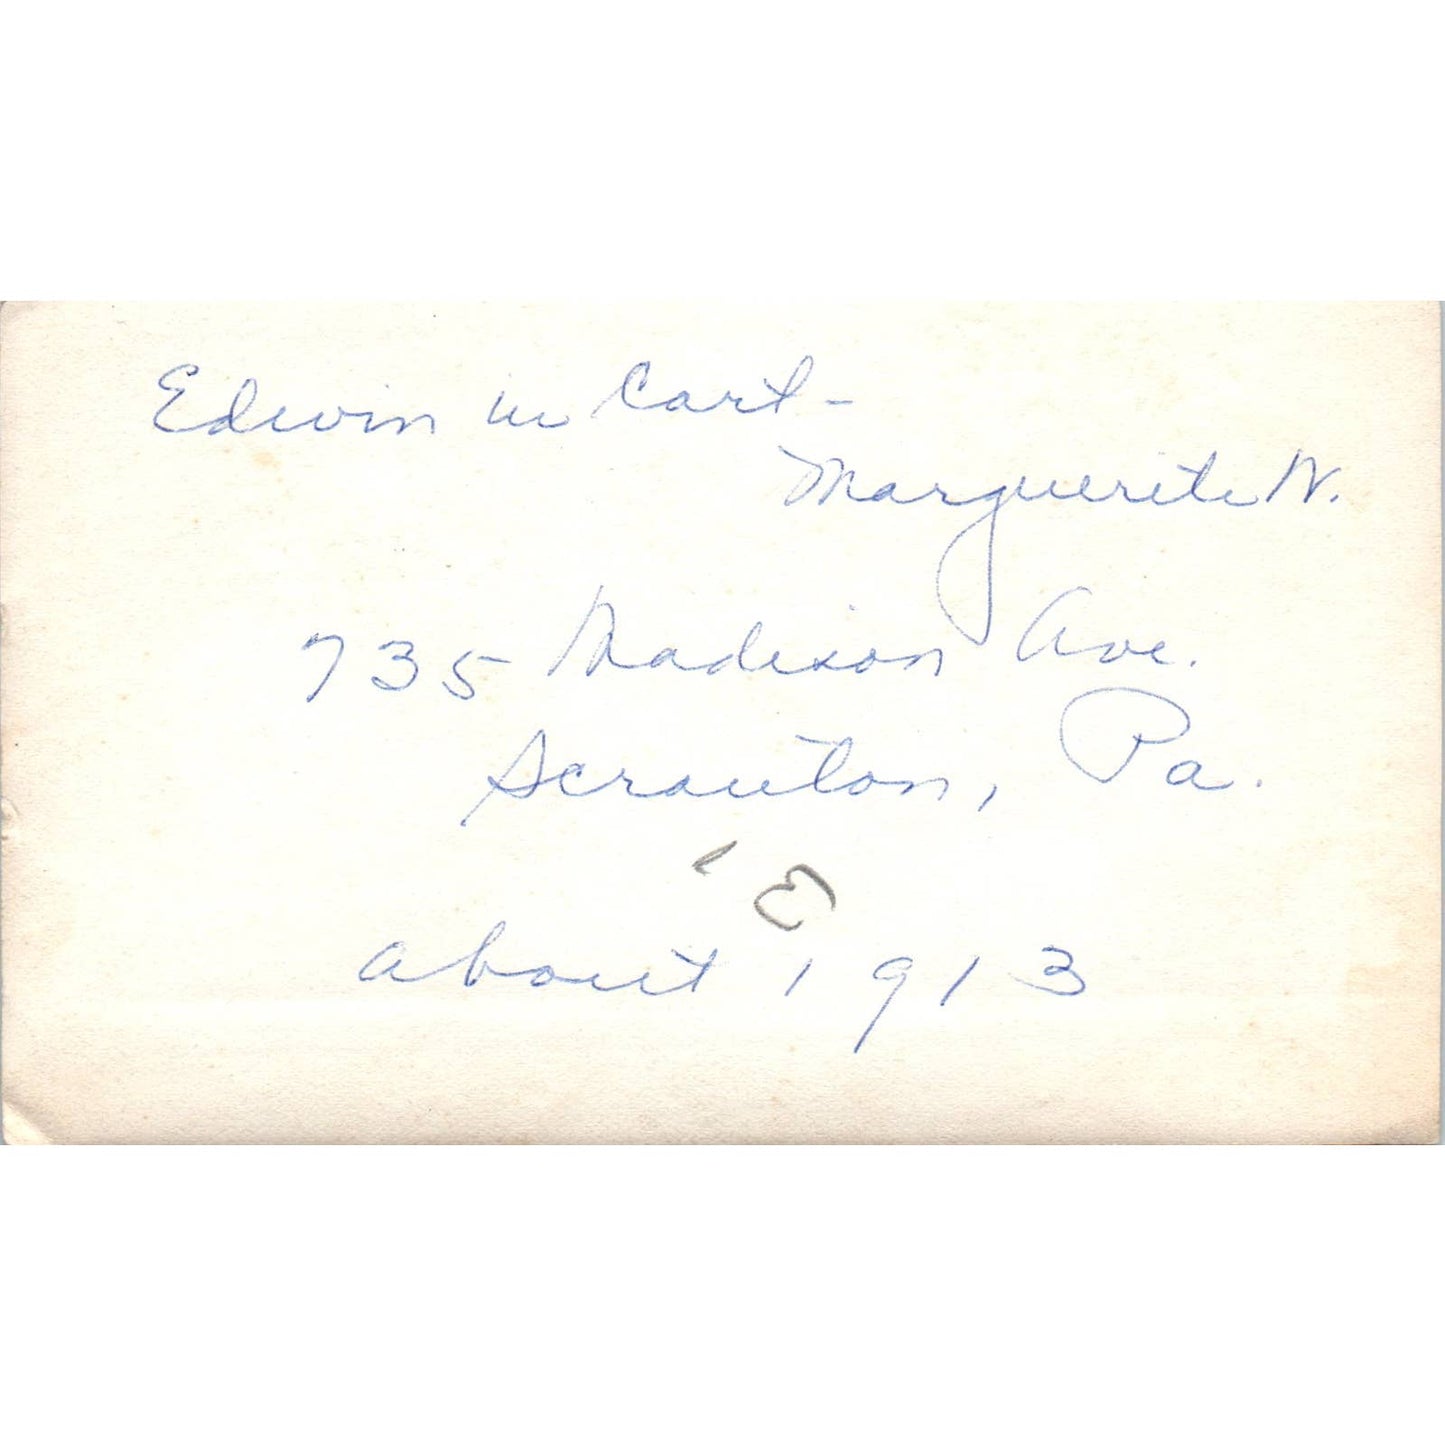 Edwin in Cart-
Marguerite N.
735 Madison Ave.
Scranton, Pa.
about 1913